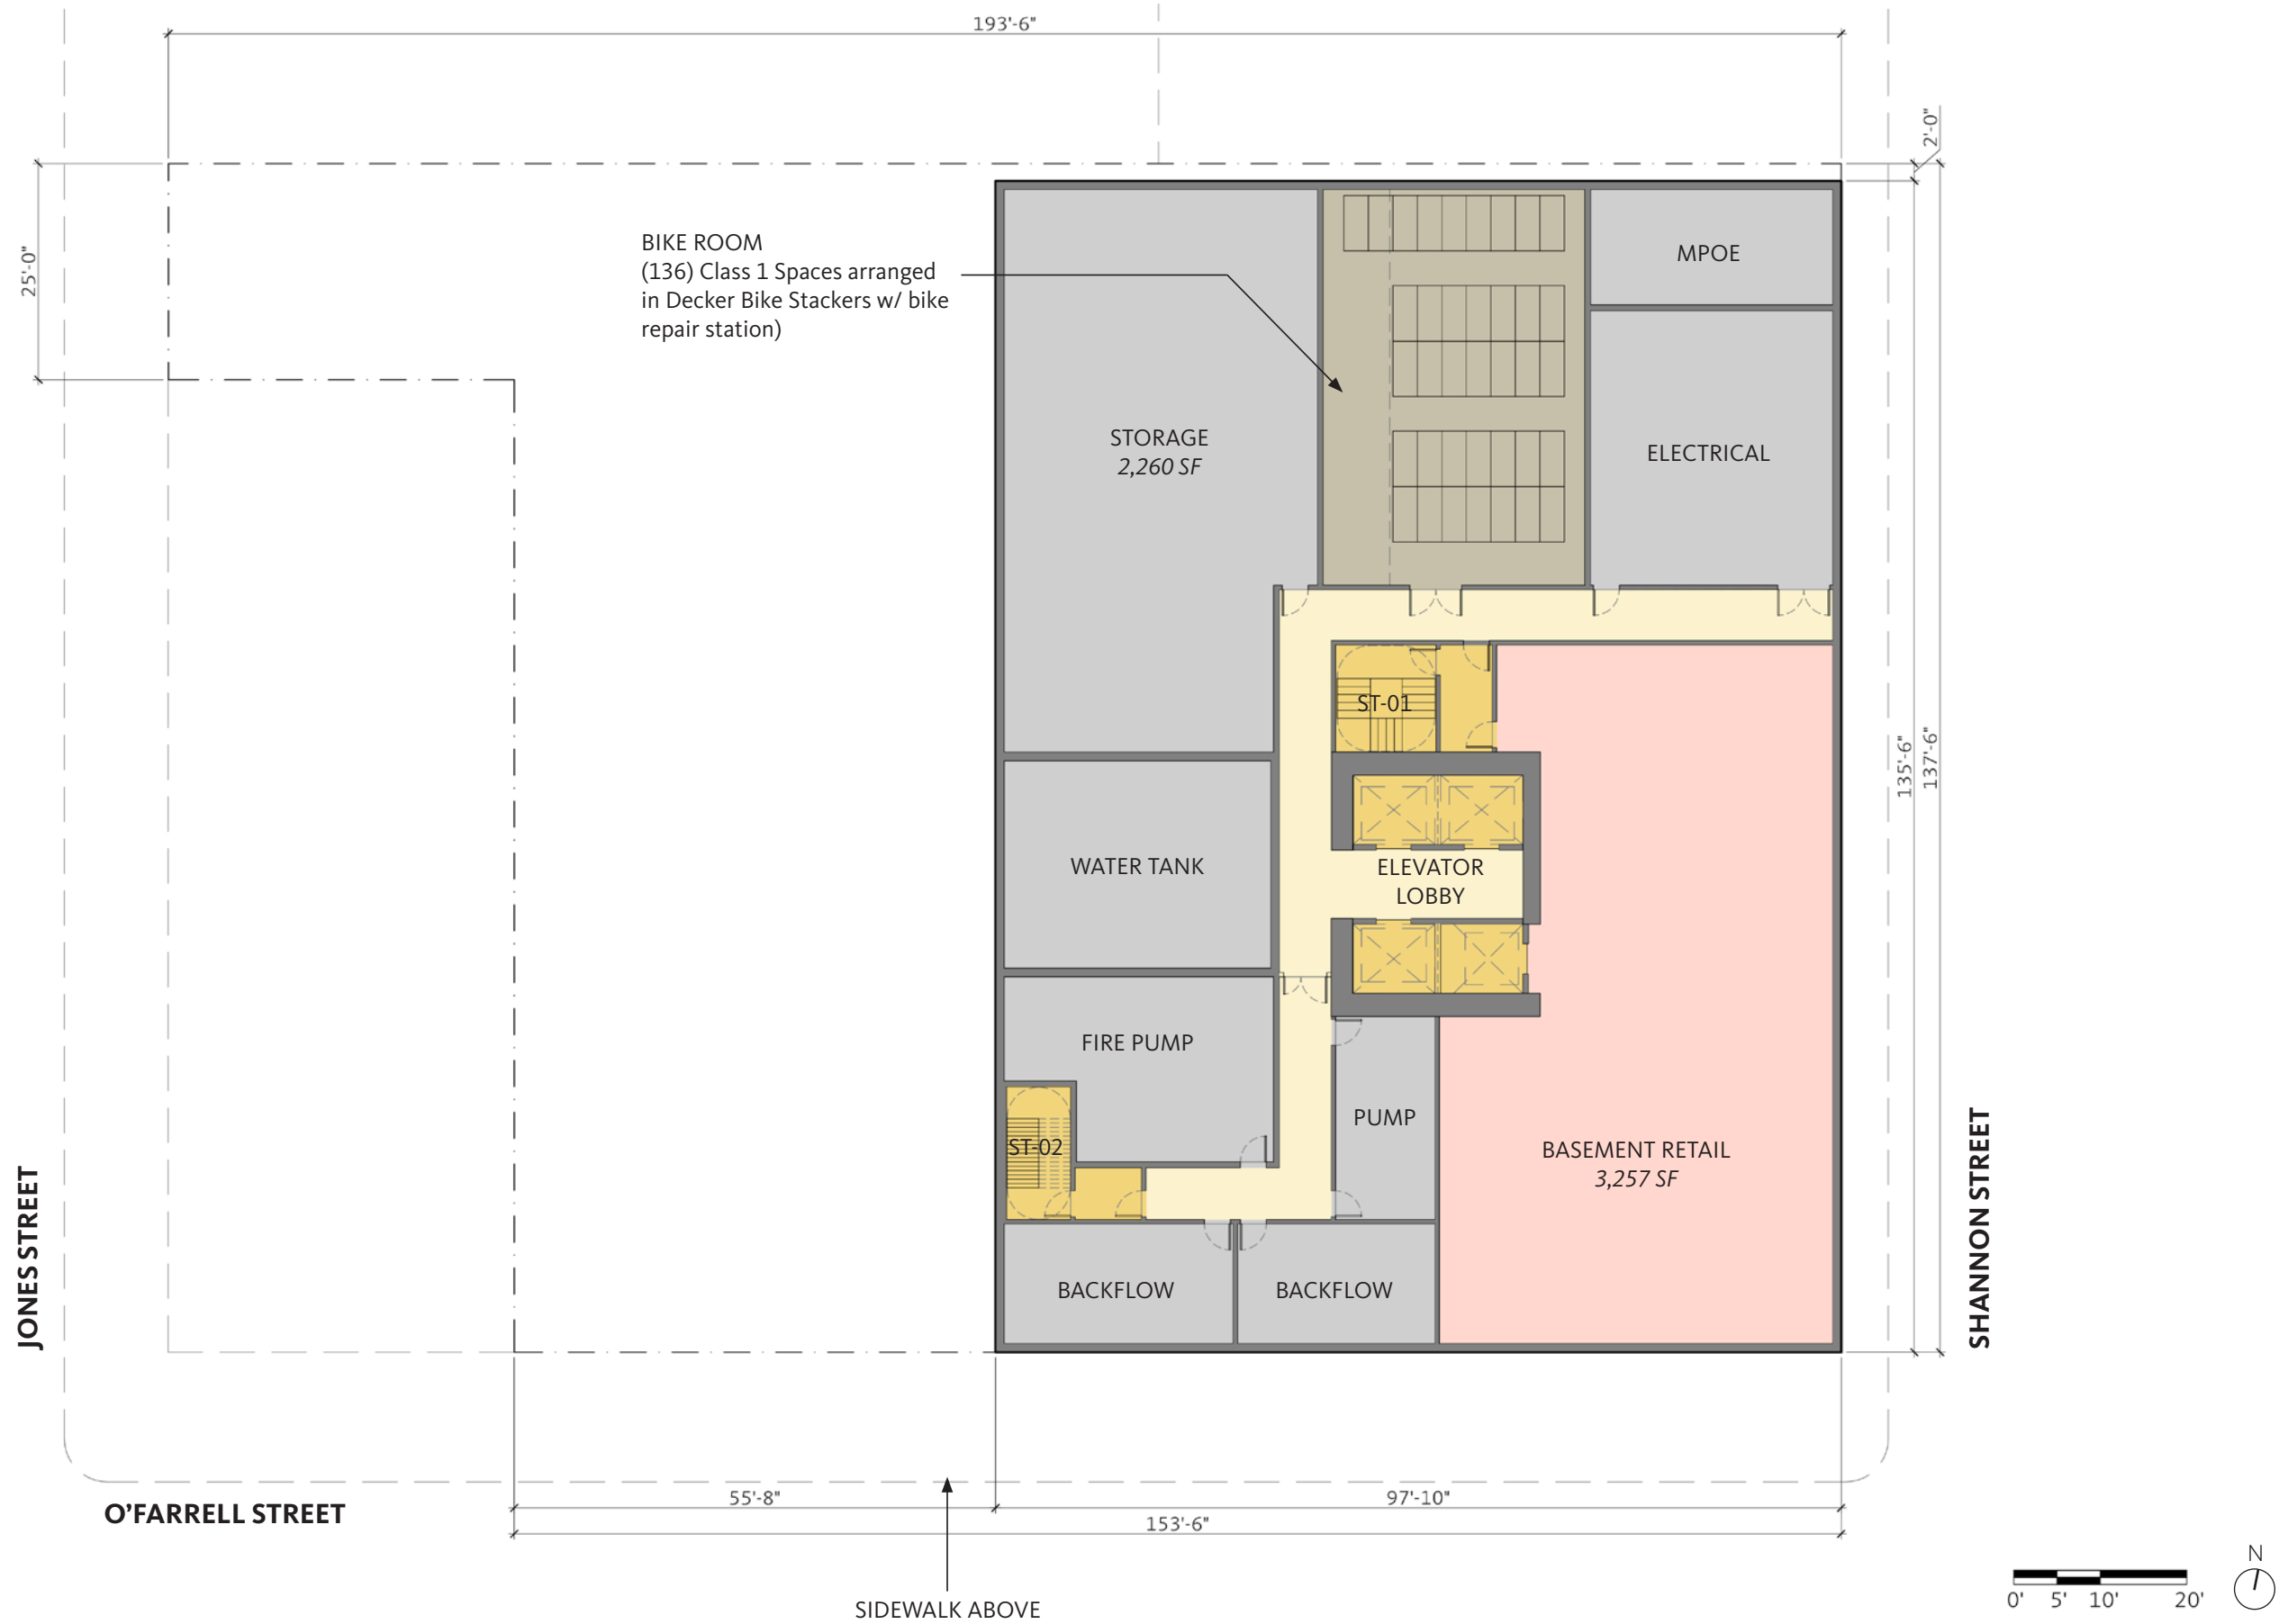 193'-6"
2'-0"
25'-0"
BIKE ROOM
(136) Class 1 Spaces arranged
in Decker Bike Stackers w/ bike
repair station)
MPOE
STORAGE
2,260 SF
ELECTRICAL
ST-01
135'-6"
137'-6"
WATER TANK
ELEVATOR
LOBBY
FIRE PUMP
PUMP
ST-02
BASEMENT RETAIL
3,257 SF
BACKFLOW
BACKFLOW
JONES STREET
SHANNON STREET
O'FARRELL STREET
55'-8"
97'-10"
153'-6"
SIDEWALK ABOVE
N
0' 5' 10' 20'